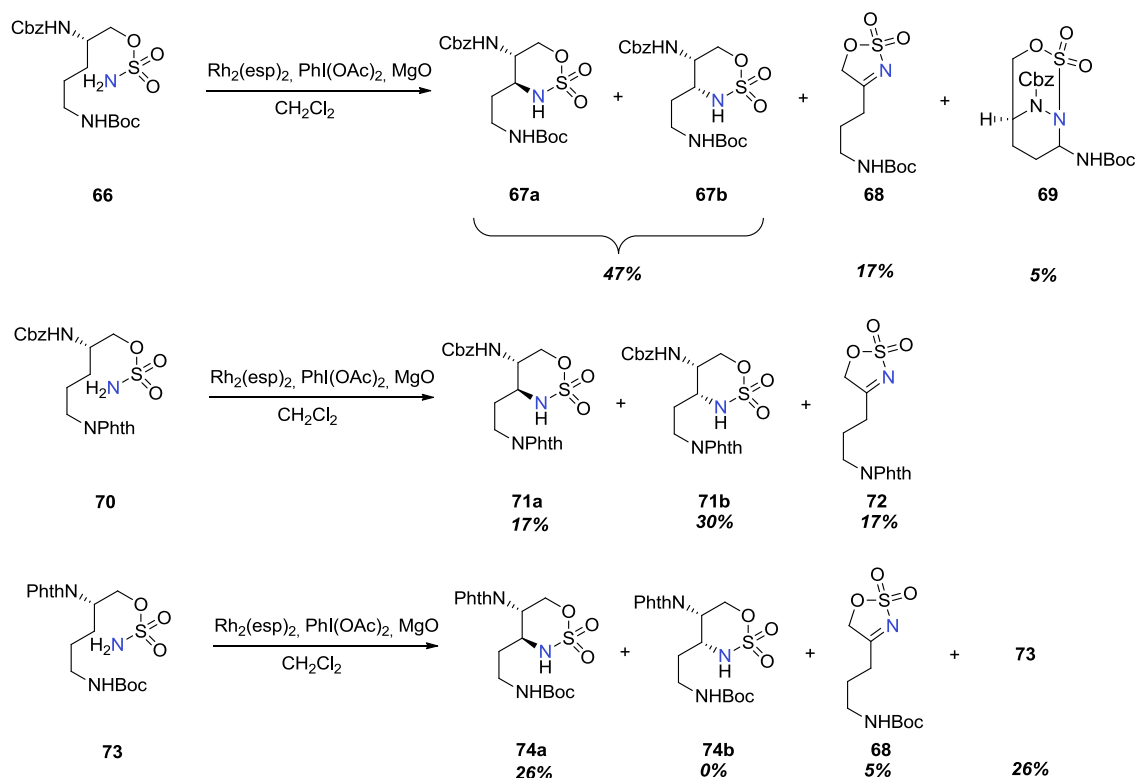 CbzHN O S O O H2N NHBoc
Rh2(esp)2, PhI(OAc)2, MgO
CH2Cl2
CbzHN O S O O N H NHBoc
+
CbzHN O S O O N H NHBoc
+
O S O O N NHBoc
+
O O S O Cbz N N H NHBoc
66
67a
67b
68
69
47%
17%
5%
CbzHN O S O O H2N NPhth
Rh2(esp)2, PhI(OAc)2, MgO
CH2Cl2
CbzHN O S O O N H NPhth
+
CbzHN O S O O N H NPhth
+
O S O O N NPhth
70
71a
71b
72
17%
30%
17%
PhthN O S O O H2N NHBoc
Rh2(esp)2, PhI(OAc)2, MgO
CH2Cl2
PhthN O S O O N H NHBoc
+
PhthN O S O O N H NHBoc
+
O S O O N NHBoc
+
73
73
74a
74b
68
26%
0%
5%
26%